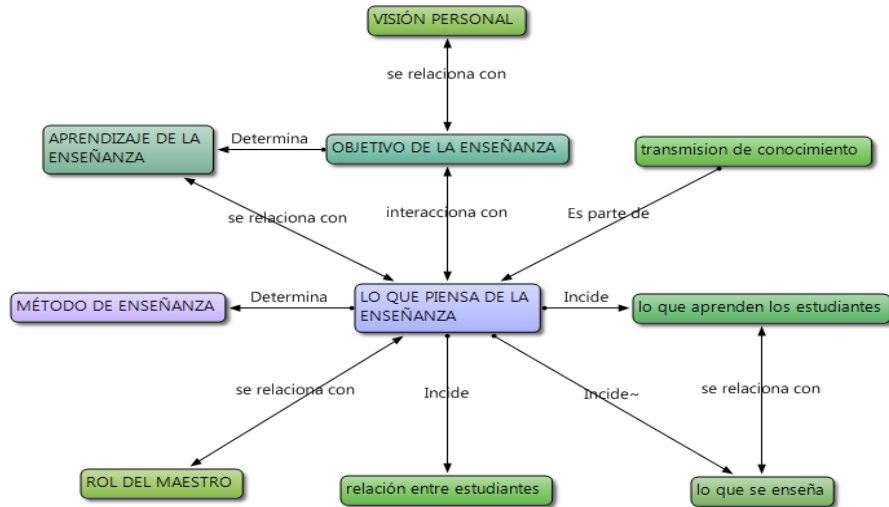 VISIÓN PERSONAL
se relaciona con
APRENDIZAJE DE LA
ENSEÑANZA
Determina
OBJETIVO DE LA ENSEÑANZA
transmision de conocimiento
se relaciona con
interacciona con
Es parte de
MÉTODO DE ENSEÑANZA
Determina
LO QUE PIENSA DE LA
ENSEÑANZA
Incide
lo que aprenden los estudiantes
se relaciona con
Incide
Incide~
se relaciona con
ROL DEL MAESTRO
relación entre estudiantes
lo que se enseña